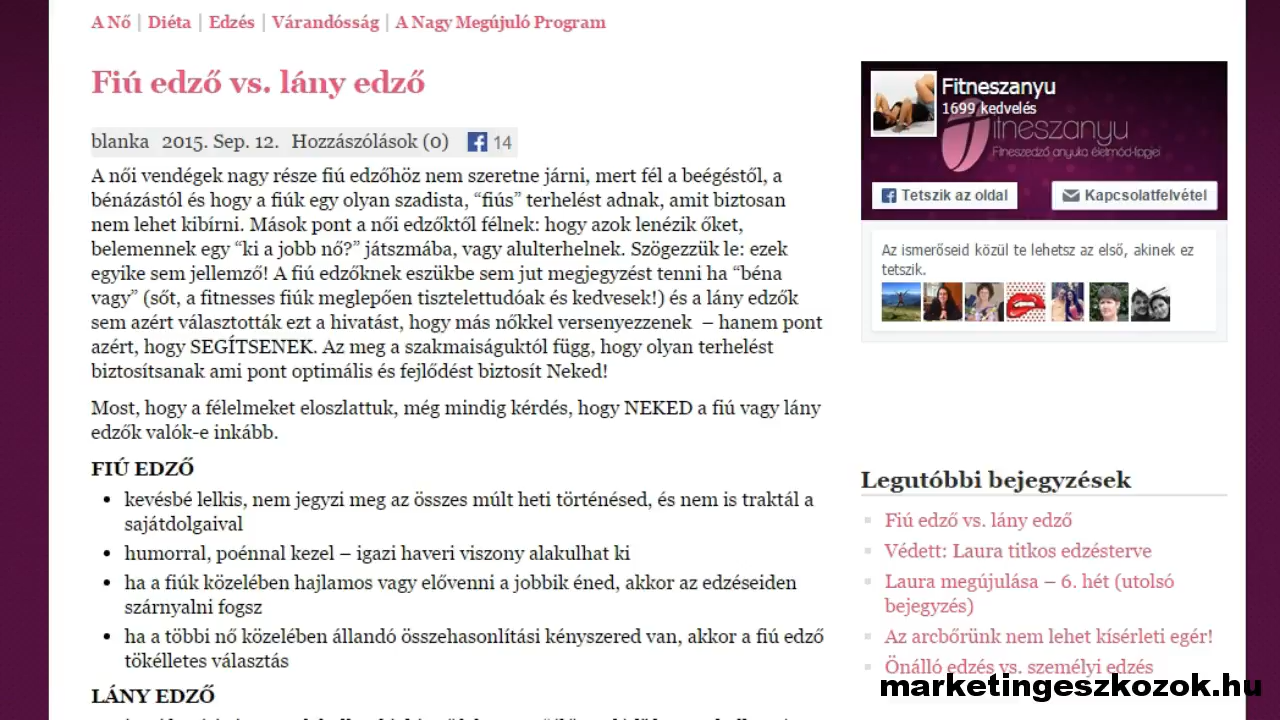 A Nő | Diéta | Edzés | Várandósság | A Nagy Megújuló Program
Fiú edző vs. lány edző
blanka 2015. Sep. 12. Hozzászólások (0) 14
A női vendégek nagy része fiú edzőhöz nem szeretne járni, mert fél a beégéstől, a
bénázástól és hogy a fiúk egy olyan szadista, “fiús” terhelést adnak, amit biztosan
nem lehet kibírni. Mások pont a női edzőktől félnek: hogy azok lenézik őket,
belemennek egy “ki a jobb nő?” játszmába, vagy alulterhelnek. Szögezzük le: ezek
egyike sem jellemző! A fiú edzőknek eszükbe sem jut megjegyzést tenni ha “béna
vagy” (sőt, a fitnesses fiúk meglepően tisztelettudóak és kedvesek!) és a lány edzők
sem azért választották ezt a hivatást, hogy más nőkkel versenyezzenek – hanem pont
azért, hogy SEGÍTSENEK. Az meg a szakmaiságuktól függ, hogy olyan terhelést
biztosítsanak ami pont optimális és fejlődést biztosít Neked!
Most, hogy a félelmeket eloszlattuk, még mindig kérdés, hogy NEKED a fiú vagy lány
edzők valók-e inkább.
FIÚ EDZŐ
• kevésbé lelkis, nem jegyzi meg az összes múlt heti történésed, és nem is traktál a
sajátdolgaival
• humorral, poénnal kezel – igazi haveri viszony alakulhat ki
• ha a fiúk közelében hajlamos vagy elővenni a jobbik éned, akkor az edzéseiden
szárnyalni fogsz
• ha a többi nő közelében állandó összehasonlítási kényszered van, akkor a fiú edző
tökéletes választás
LÁNY EDZŐ
Fitneszanyu
1699 kedvelés
fitneszanyu
Fitneszedző anyuka életmód-tippjei
Tetszik az oldal
Kapcsolatfelvétel
Az ismerőseid közül te lehetsz az első, akinek ez
tetszik.
Legutóbbi bejegyzések
Fiú edző vs. lány edző
Védett: Laura titkos edzésterve
Laura megújulása – 6. hét (utolsó
bejegyzés)
Az arcbőrünk nem lehet kísérleti egér!
Önálló edzés vs. személyi edzés
marketingeszkozok.hu